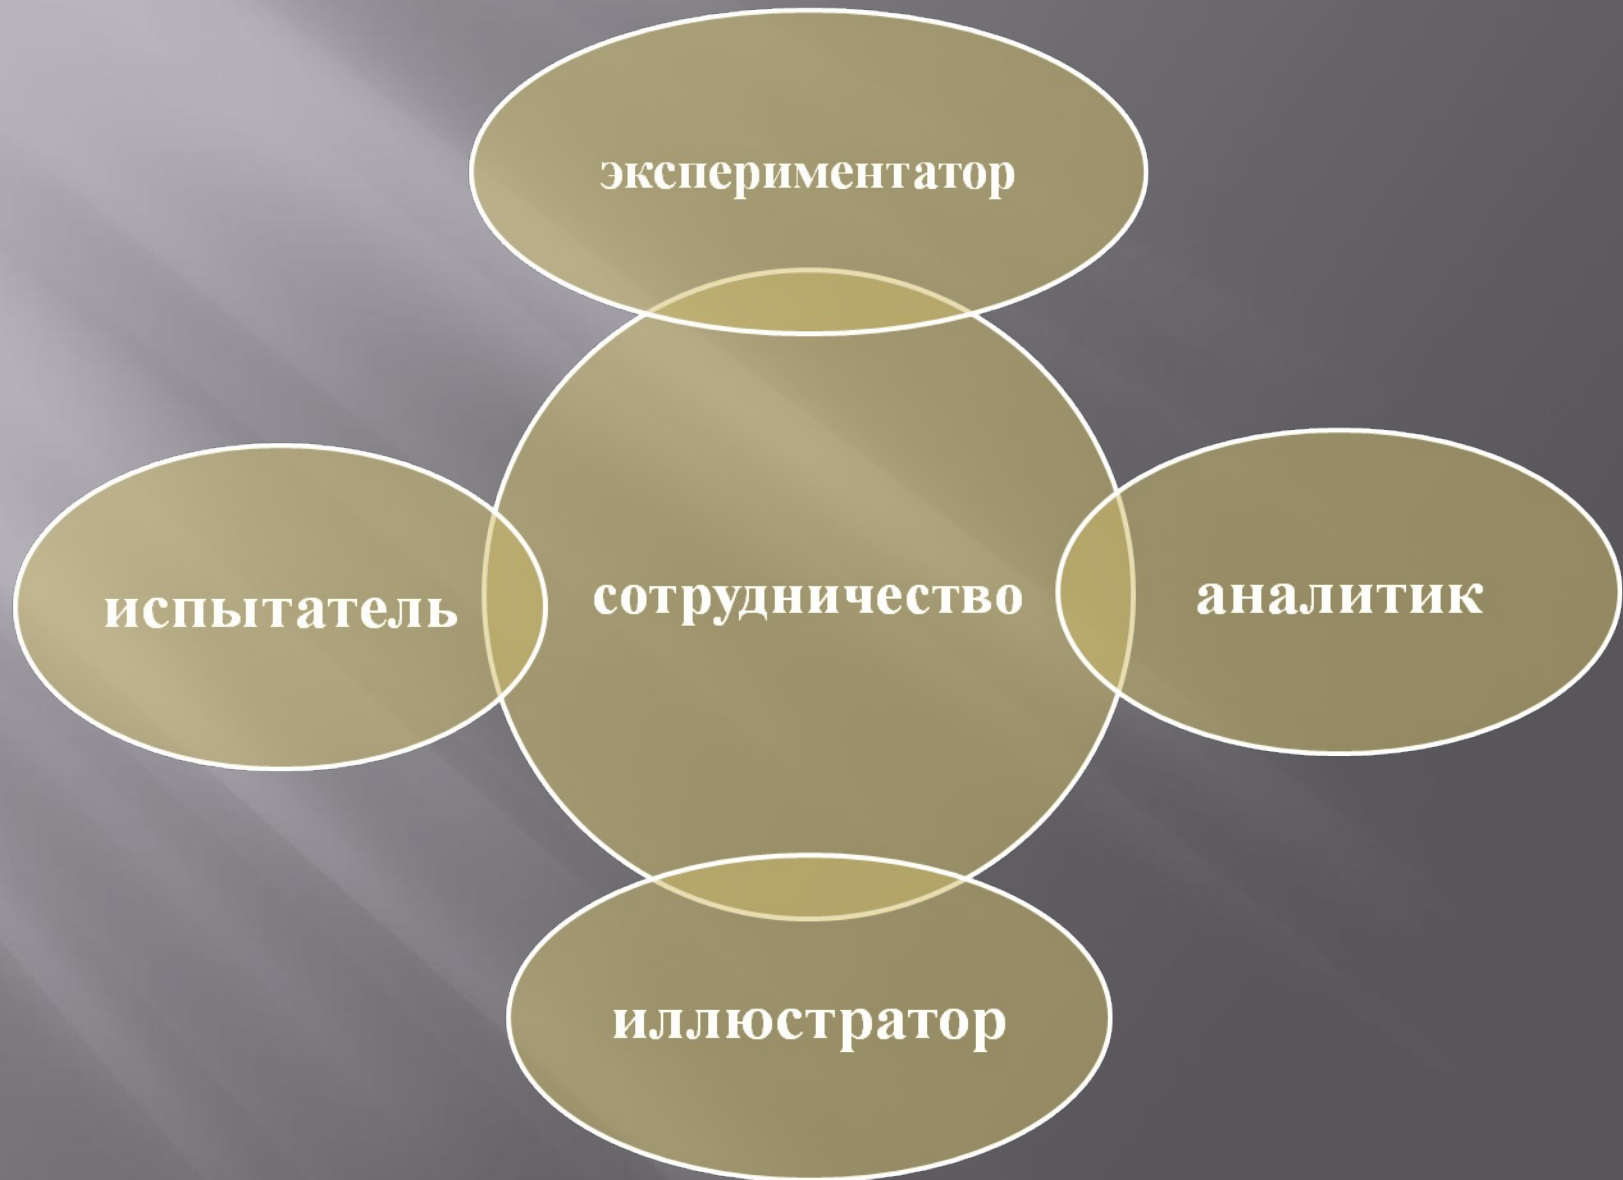 экспериментатор
испытатель
сотрудничество
аналитик
иллюстратор